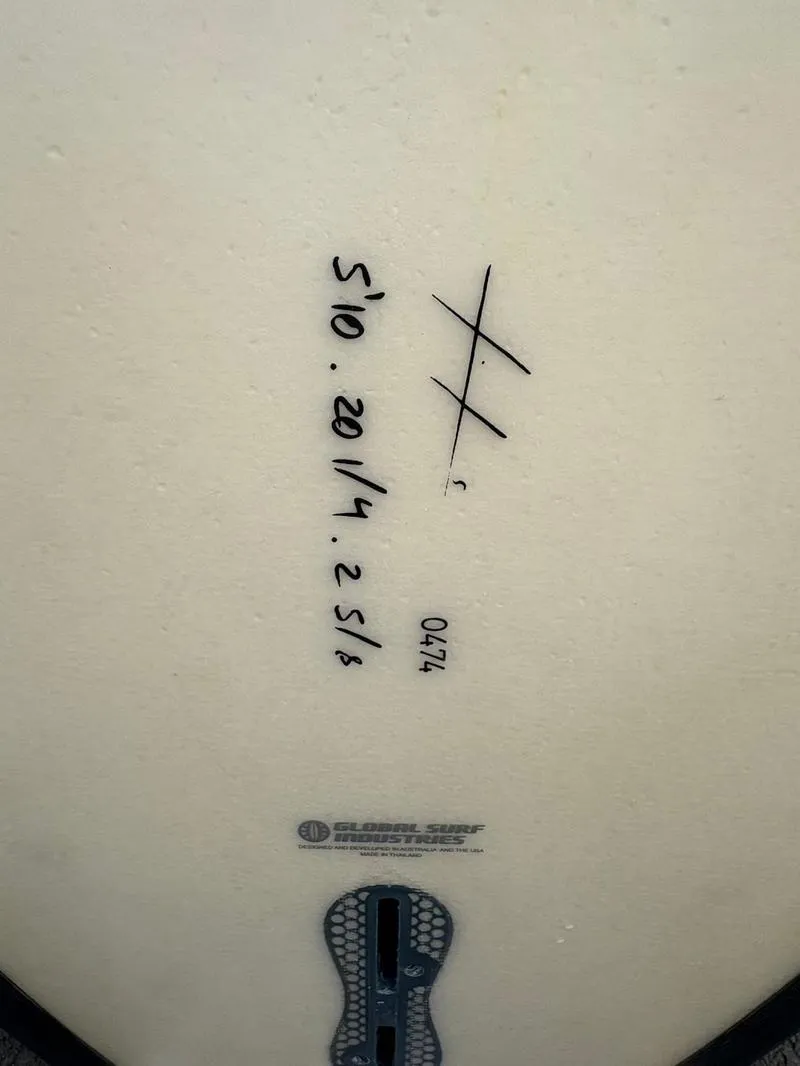 5'10 . 20 1/4 . 2 5/8
0474
GLOBAL SURF
INDUSTRIES
DESIGNED AND DEVELOPED IN AUSTRALIA AND THE USA
MADE IN THAILAND